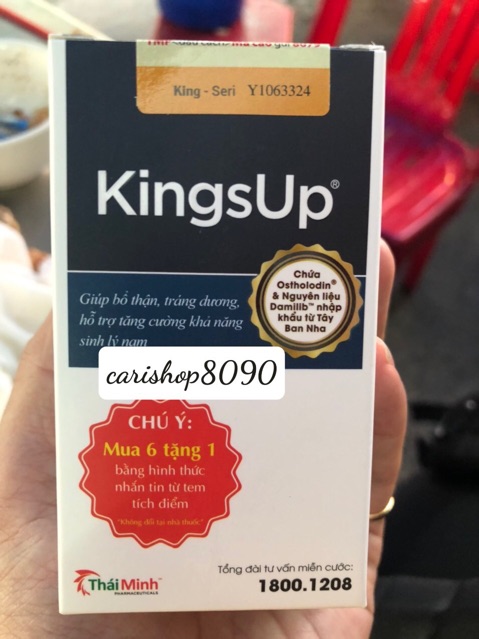 King - Seri Y1063324
KingsUp®
Chứa
Ostholodin®
& Nguyên liệu
Damilib™ nhập
khẩu từ Tây
Ban Nha
Giúp bổ thận, tráng dương,
hỗ trợ tăng cường khả năng
sinh lý nam
carishop8090
CHÚ Ý:
Mua 6 tặng 1
bằng hình thức
nhắn tin từ tem
tích điểm
"Không đổi tại nhà thuốc"
Thái Minh™
PHARMACEUTICALS
Tổng đài tư vấn miễn cước:
1800.1208